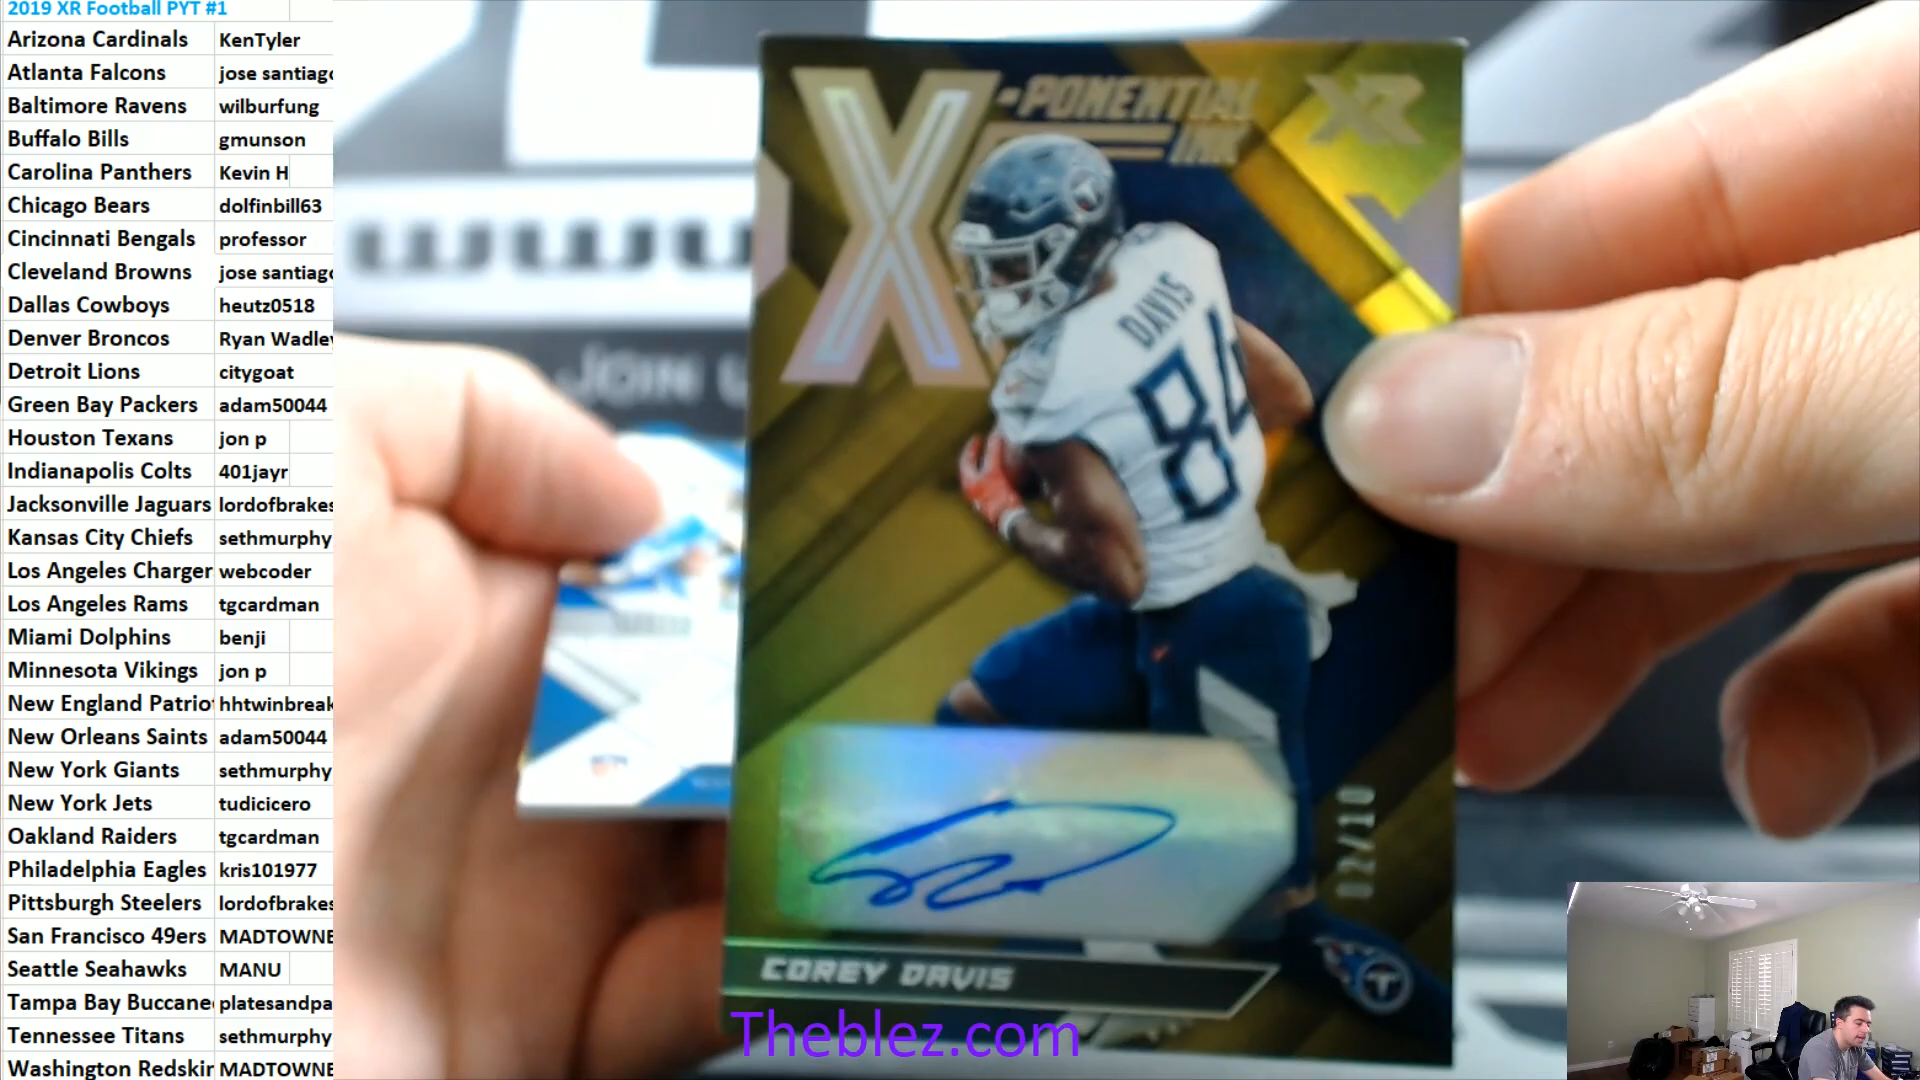 2019 XR Football PYT #1
Arizona Cardinals KenTyler
Atlanta Falcons jose santiago
Baltimore Ravens wilburfung
Buffalo Bills gmunson
Carolina Panthers Kevin H
Chicago Bears dolfinbill63
Cincinnati Bengals professor
Cleveland Browns jose santiago
Dallas Cowboys heutz0518
Denver Broncos Ryan Wadley
Detroit Lions citygoat
Green Bay Packers adam50044
Houston Texans jon p
Indianapolis Colts 401jayr
Jacksonville Jaguars lordofbrakes
Kansas City Chiefs sethmurphy
Los Angeles Charger webcoder
Los Angeles Rams tgcardman
Miami Dolphins benji
Minnesota Vikings jon p
New England Patriot hhtwinbreak
New Orleans Saints adam50044
New York Giants sethmurphy
New York Jets tudicicero
Oakland Raiders tgcardman
Philadelphia Eagles kris101977
Pittsburgh Steelers lordofbrakes
San Francisco 49ers MADTOWNE
Seattle Seahawks MANU
Tampa Bay Buccanee platesandpa
Tennessee Titans sethmurphy
Washington Redskin MADTOWNE
X-PONENTIAL
INK
XR
www
JOIN U
DAVIS
84
02/10
COREY DAVIS
T
Theblez.com